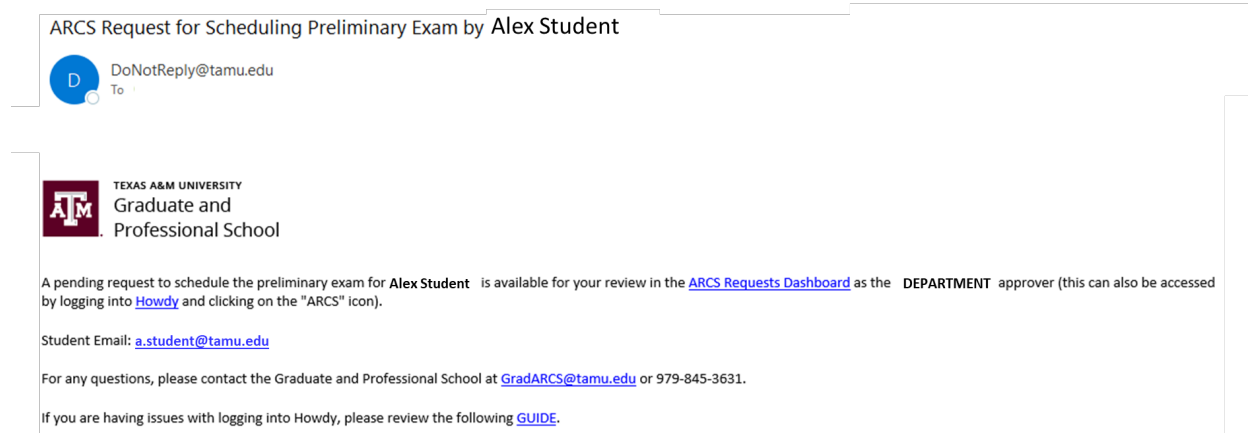 ARCS Request for Scheduling Preliminary Exam by Alex Student
D
DoNotReply@tamu.edu
To
TEXAS A&M UNIVERSITY
ATM
Graduate and
Professional School
A pending request to schedule the preliminary exam for Alex Student is available for your review in the ARCS Requests Dashboard as the DEPARTMENT approver (this can also be accessed
by logging into Howdy and clicking on the "ARCS" icon).
Student Email: a.student@tamu.edu
For any questions, please contact the Graduate and Professional School at GradARCS@tamu.edu or 979-845-3631.
If you are having issues with logging into Howdy, please review the following GUIDE.